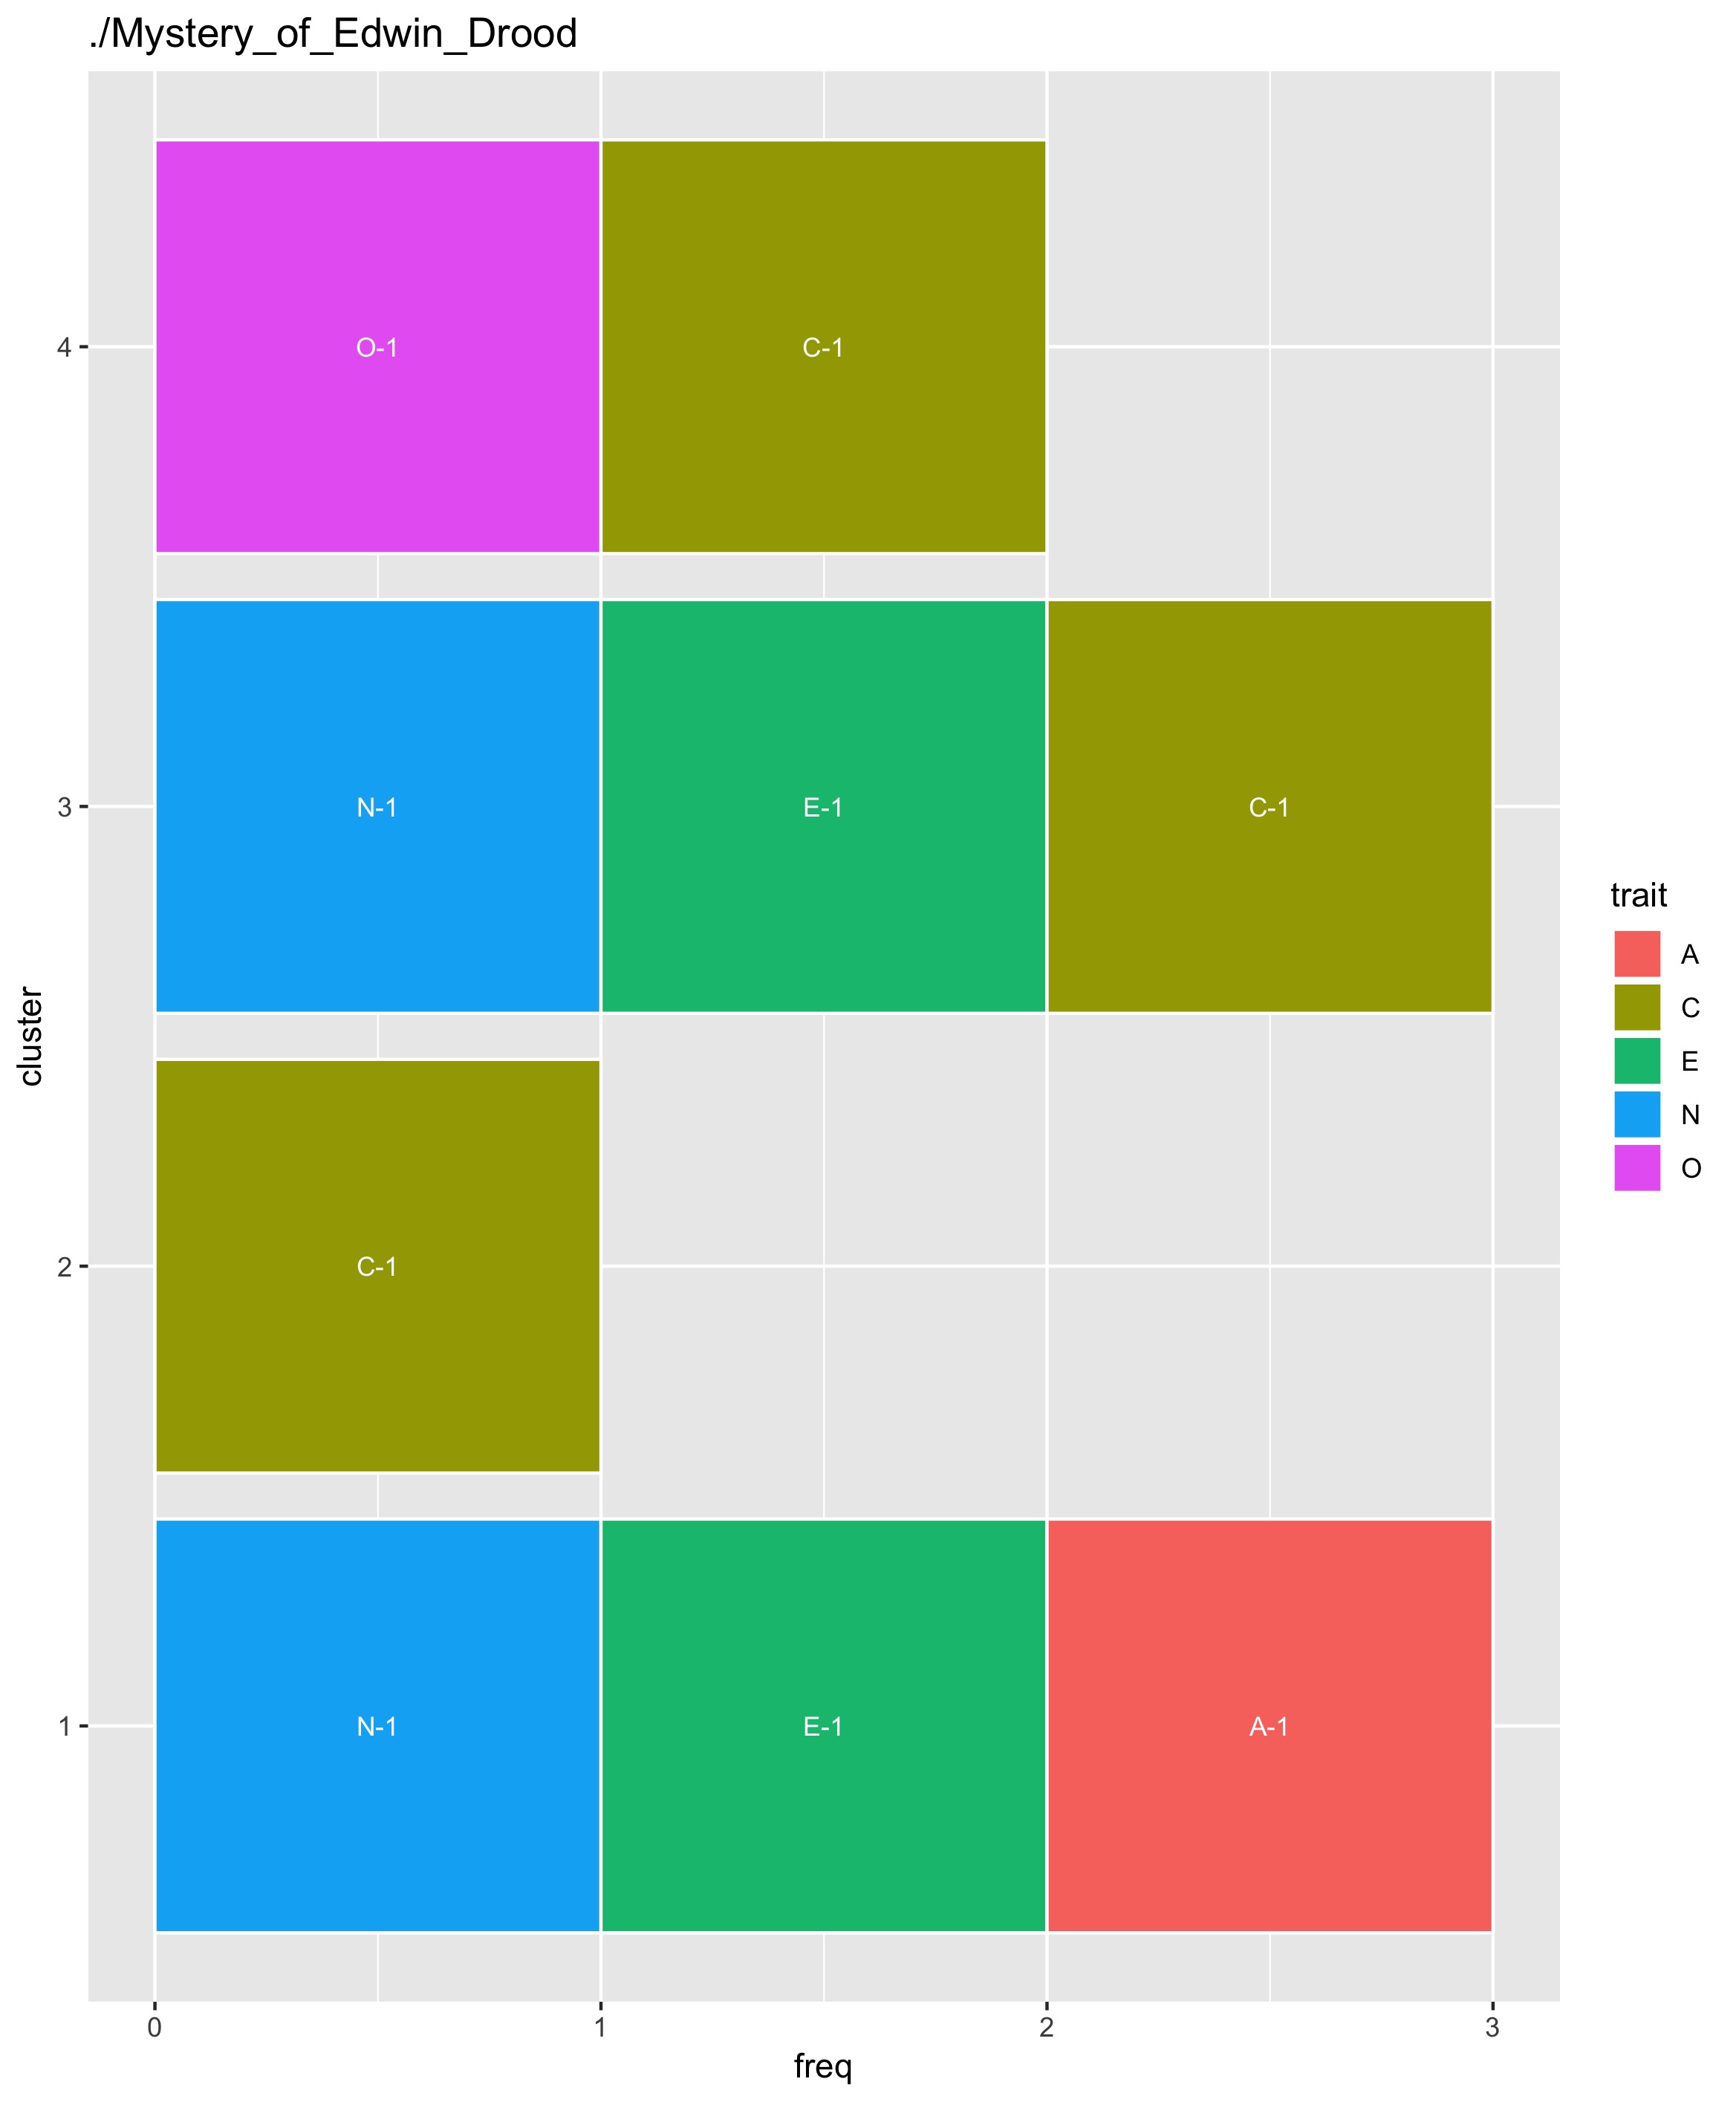 ./Mystery_of_Edwin_Drood
4
O-1
C-1
3
N-1
E-1
C-1
cluster
2
C-1
1
N-1
E-1
A-1
0
1
2
3
freq
trait
A
C
E
N
O